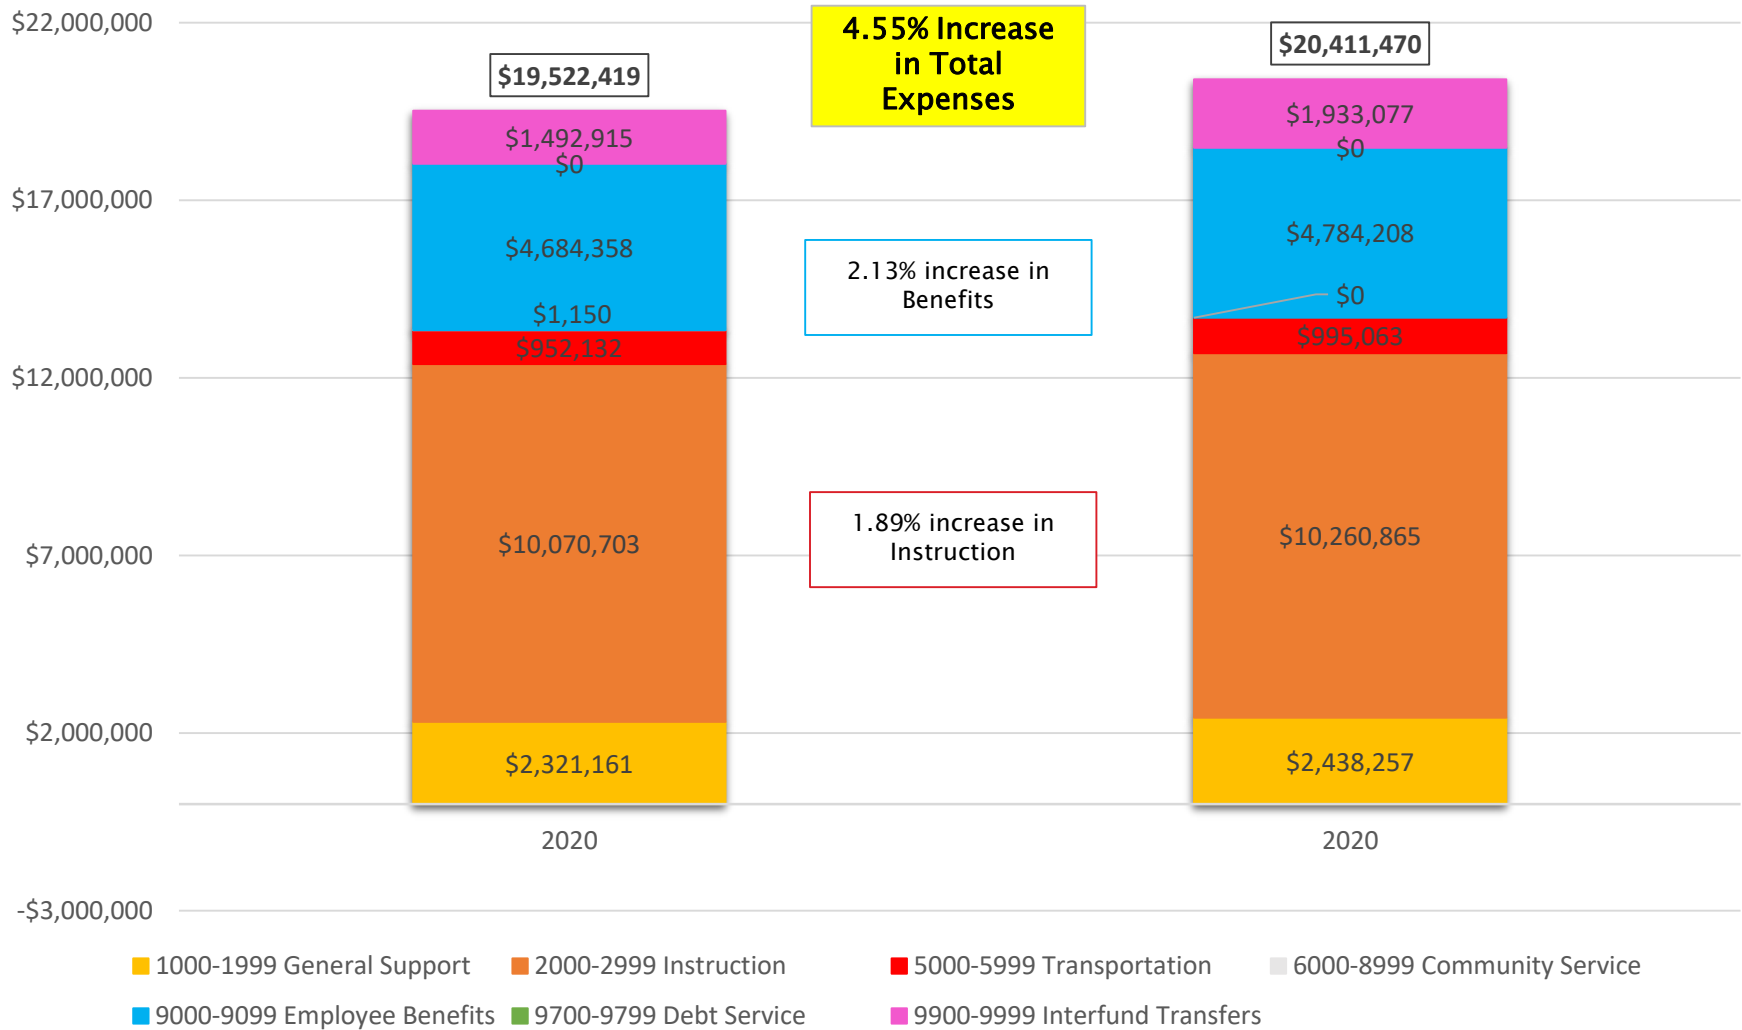 $22,000,000
$17,000,000
$12,000,000
$7,000,000
$2,000,000
-$3,000,000
$19,522,419
$1,492,915
$0
$4,684,358
$1,150
$952,132
$10,070,703
$2,321,161
2020
4.55% Increase
in Total
Expenses
2.13% increase in
Benefits
1.89% increase in
Instruction
$20,411,470
$1,933,077
$0
$4,784,208
$0
$995,063
$10,260,865
$2,438,257
2020
1000-1999 General Support
2000-2999 Instruction
5000-5999 Transportation
6000-8999 Community Service
9000-9099 Employee Benefits
9700-9799 Debt Service
9900-9999 Interfund Transfers